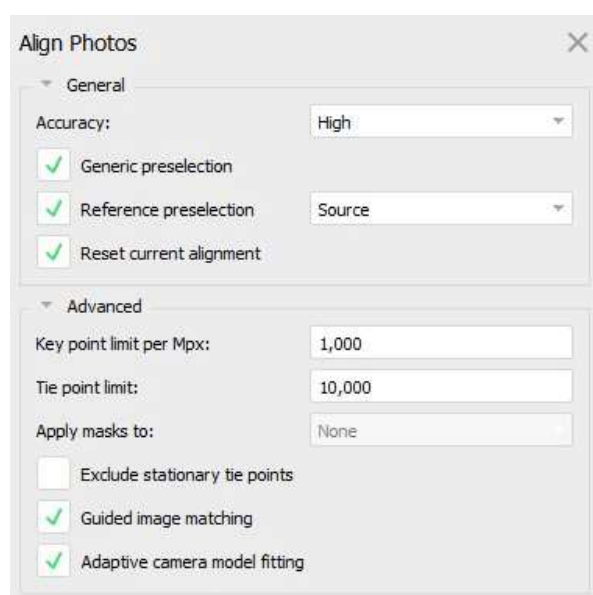 Align Photos
General
Accuracy: High
Generic preselection
Reference preselection Source
Reset current alignment
Advanced
Key point limit per Mpx: 1,000
Tie point limit: 10,000
Apply masks to: None
Exclude stationary tie points
Guided image matching
Adaptive camera model fitting